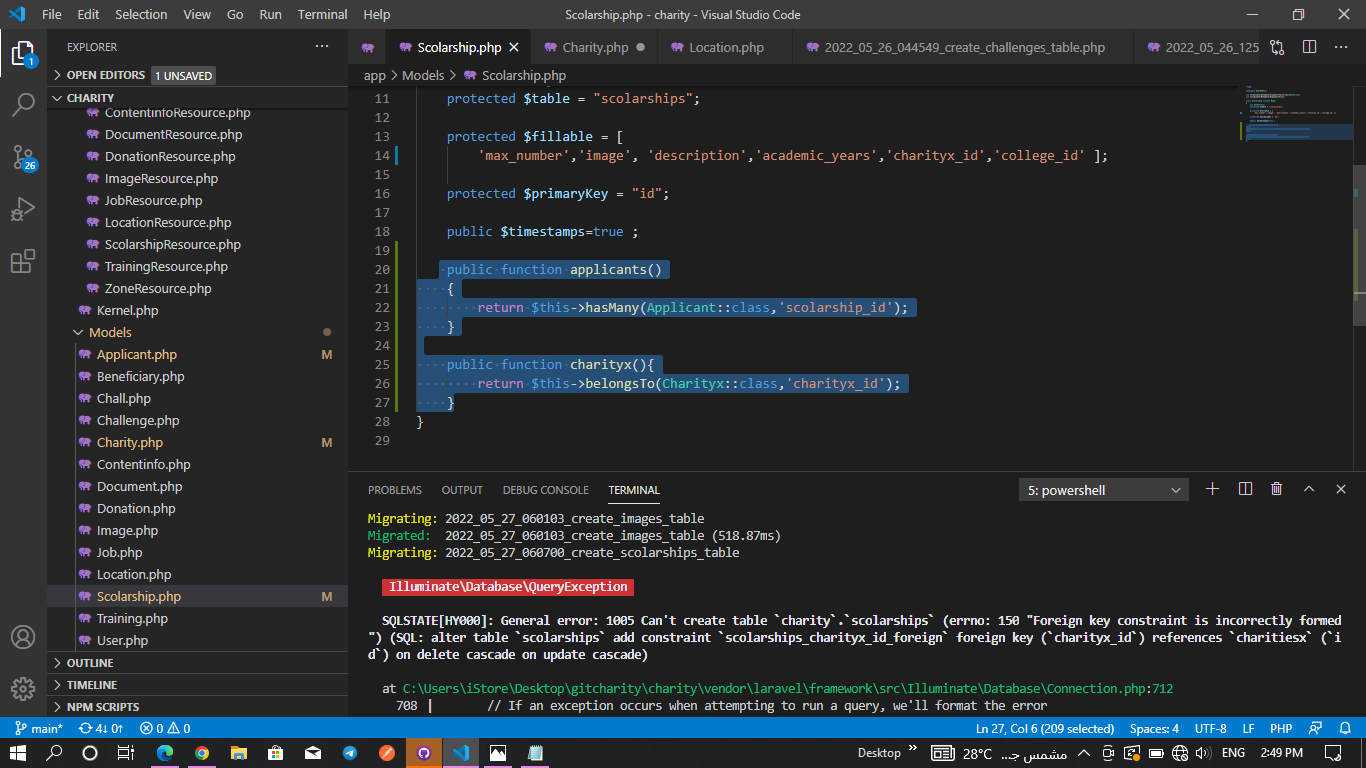 File Edit Selection View Go Run Terminal Help Scolarship.php - charity - Visual Studio Code
EXPLORER
OPEN EDITORS 1 UNSAVED
CHARITY
ContentinfoResource.php
DocumentResource.php
DonationResource.php
ImageResource.php
JobResource.php
LocationResource.php
ScolarshipResource.php
TrainingResource.php
ZoneResource.php
Kernel.php
Models
Applicant.php M
Beneficiary.php
Chall.php
Challenge.php
Charity.php M
Contentinfo.php
Document.php
Donation.php
Image.php
Job.php
Location.php
Scolarship.php M
Training.php
User.php
OUTLINE
TIMELINE
NPM SCRIPTS
1
26
Scolarship.php Charity.php Location.php 2022_05_26_044549_create_challenges_table.php 2022_05_26_125
app > Models > Scolarship.php
11 protected $table = "scolarships";
12
13 protected $fillable = [
14 'max_number','image', 'description','academic_years','charityx_id','college_id' ];
15
16 protected $primaryKey = "id";
17
18 public $timestamps=true ;
19
20 public function applicants()
21 {
22 return $this->hasMany(Applicant::class,'scolarship_id');
23 }
24
25 public function charityx(){
26 return $this->belongsTo(Charityx::class,'charityx_id');
27 }
28 }
29
PROBLEMS OUTPUT DEBUG CONSOLE TERMINAL 5: powershell
Migrating: 2022_05_27_060103_create_images_table
Migrated: 2022_05_27_060103_create_images_table (518.87ms)
Migrating: 2022_05_27_060700_create_scolarships_table
Illuminate\Database\QueryException
SQLSTATE[HY000]: General error: 1005 Can't create table `charity`.`scolarships` (errno: 150 "Foreign key constraint is incorrectly formed
") (SQL: alter table `scolarships` add constraint `scolarships_charityx_id_foreign` foreign key (`charityx_id`) references `charitiesx` (`i
d`) on delete cascade on update cascade)
at C:\Users\iStore\Desktop\gitcharity\charity\vendor\laravel\framework\src\Illuminate\Database\Connection.php:712
708 | // If an exception occurs when attempting to run a query, we'll format the error
main* 4↓ 0↑ 0 0 Ln 27, Col 6 (209 selected) Spaces: 4 UTF-8 LF PHP
Desktop » 28°C مشمس جـ... ENG 2:49 PM